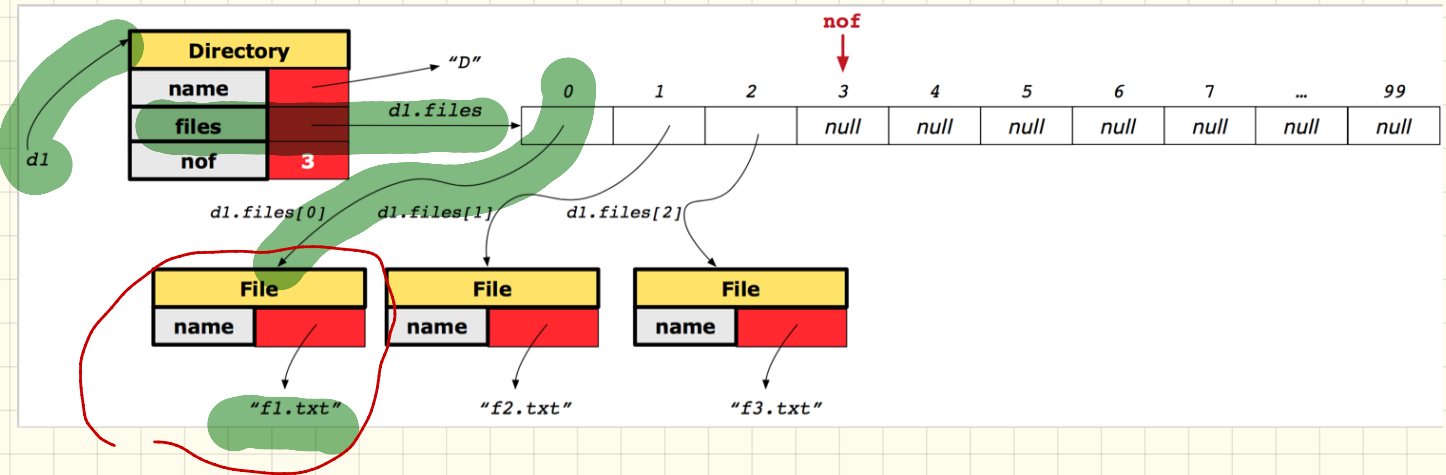 nof
Directory
"D"
name
0 1 2 3 4 5 6 7 … 99
d1.files
files
null null null null null null null
d1
nof 3
d1.files[0] d1.files[1] d1.files[2]
File File File
name name name
"f1.txt" "f2.txt" "f3.txt"